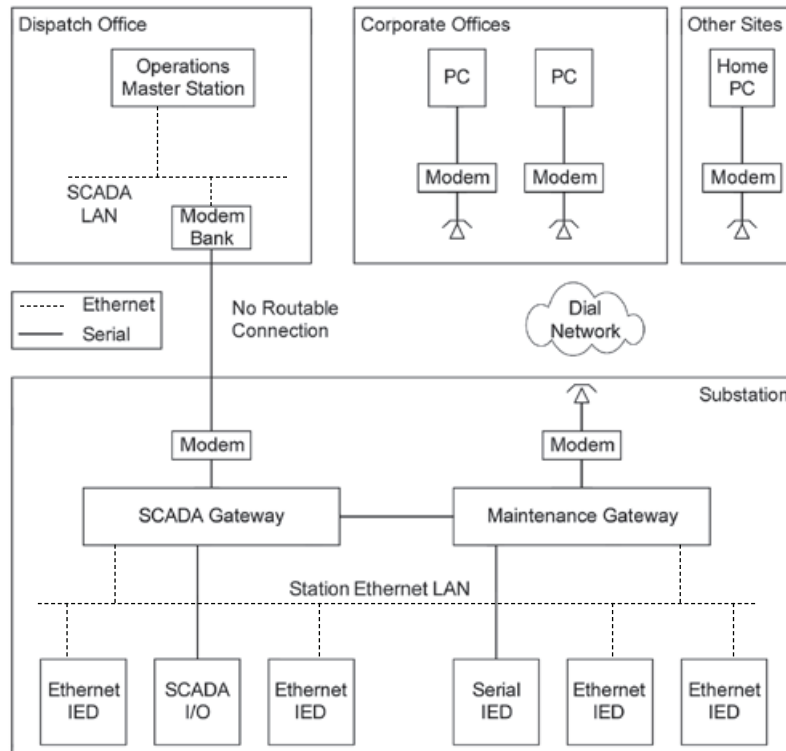 Dispatch Office
Operations
Master Station
SCADA
LAN
Modem
Bank
Corporate Offices
PC
PC
Modem
Modem
Other Sites
Home
PC
Modem
Ethernet
Serial
No Routable
Connection
Dial
Network
Substation
Modem
Modem
SCADA Gateway
Maintenance Gateway
Station Ethernet LAN
Ethernet
IED
SCADA
I/O
Ethernet
IED
Serial
IED
Ethernet
IED
Ethernet
IED